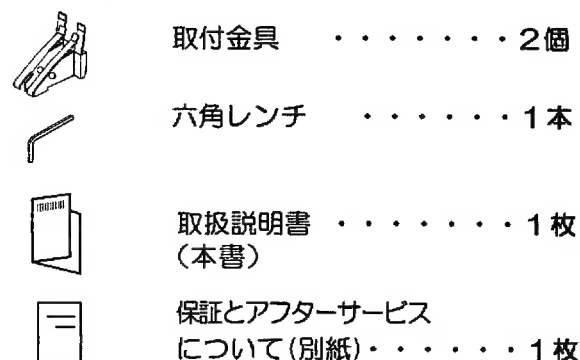 取付金具 ・・・・・・・2個
六角レンチ ・・・・・・1本
取扱説明書 ・・・・・・・1枚
(本書)
保証とアフターサービス
について(別紙)・・・・・・1枚